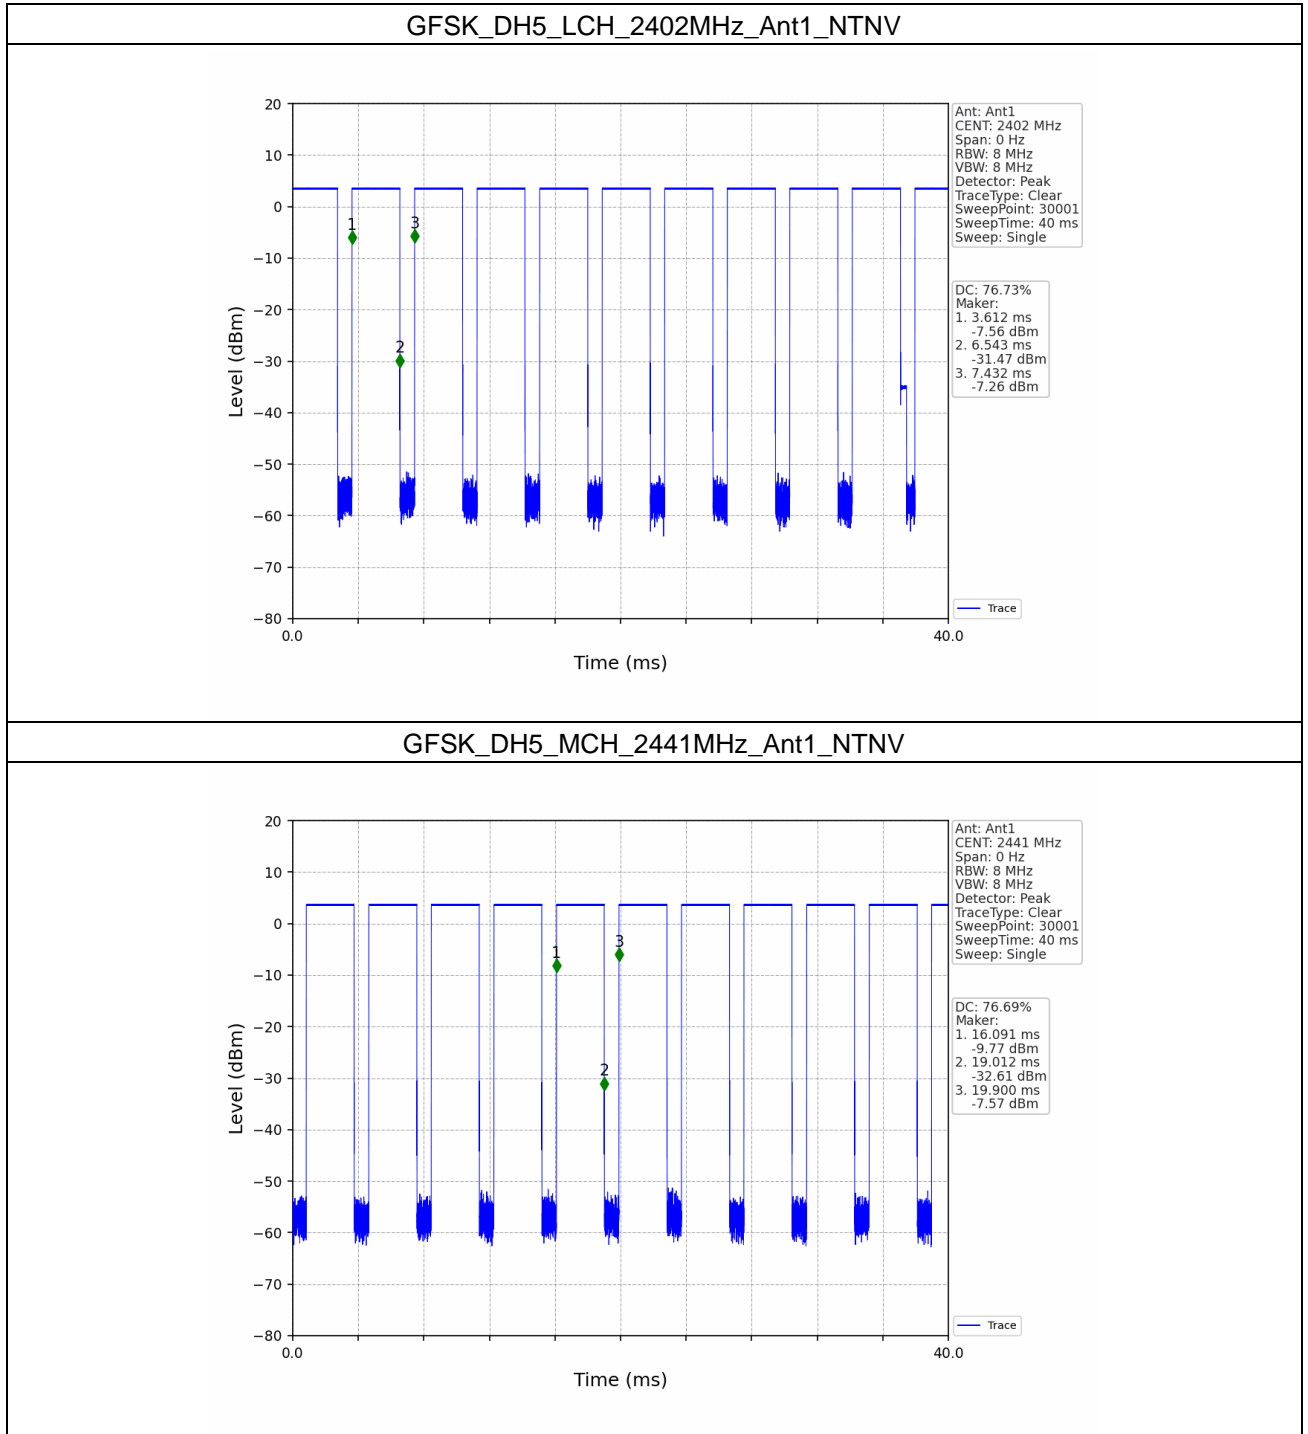 GFSK_DH5_LCH_2402MHz_Ant1_NTNV
20
10
0
−10
−20
−30
−40
−50
−60
−70
−80
Level (dBm)
1
2
3
0.0
40.0
Time (ms)
Ant: Ant1
CENT: 2402 MHz
Span: 0 Hz
RBW: 8 MHz
VBW: 8 MHz
Detector: Peak
TraceType: Clear
SweepPoint: 30001
SweepTime: 40 ms
Sweep: Single
DC: 76.73%
Maker:
1. 3.612 ms
-7.56 dBm
2. 6.543 ms
-31.47 dBm
3. 7.432 ms
-7.26 dBm
Trace
GFSK_DH5_MCH_2441MHz_Ant1_NTNV
20
10
0
−10
−20
−30
−40
−50
−60
−70
−80
Level (dBm)
1
2
3
0.0
40.0
Time (ms)
Ant: Ant1
CENT: 2441 MHz
Span: 0 Hz
RBW: 8 MHz
VBW: 8 MHz
Detector: Peak
TraceType: Clear
SweepPoint: 30001
SweepTime: 40 ms
Sweep: Single
DC: 76.69%
Maker:
1. 16.091 ms
-9.77 dBm
2. 19.012 ms
-32.61 dBm
3. 19.900 ms
-7.57 dBm
Trace